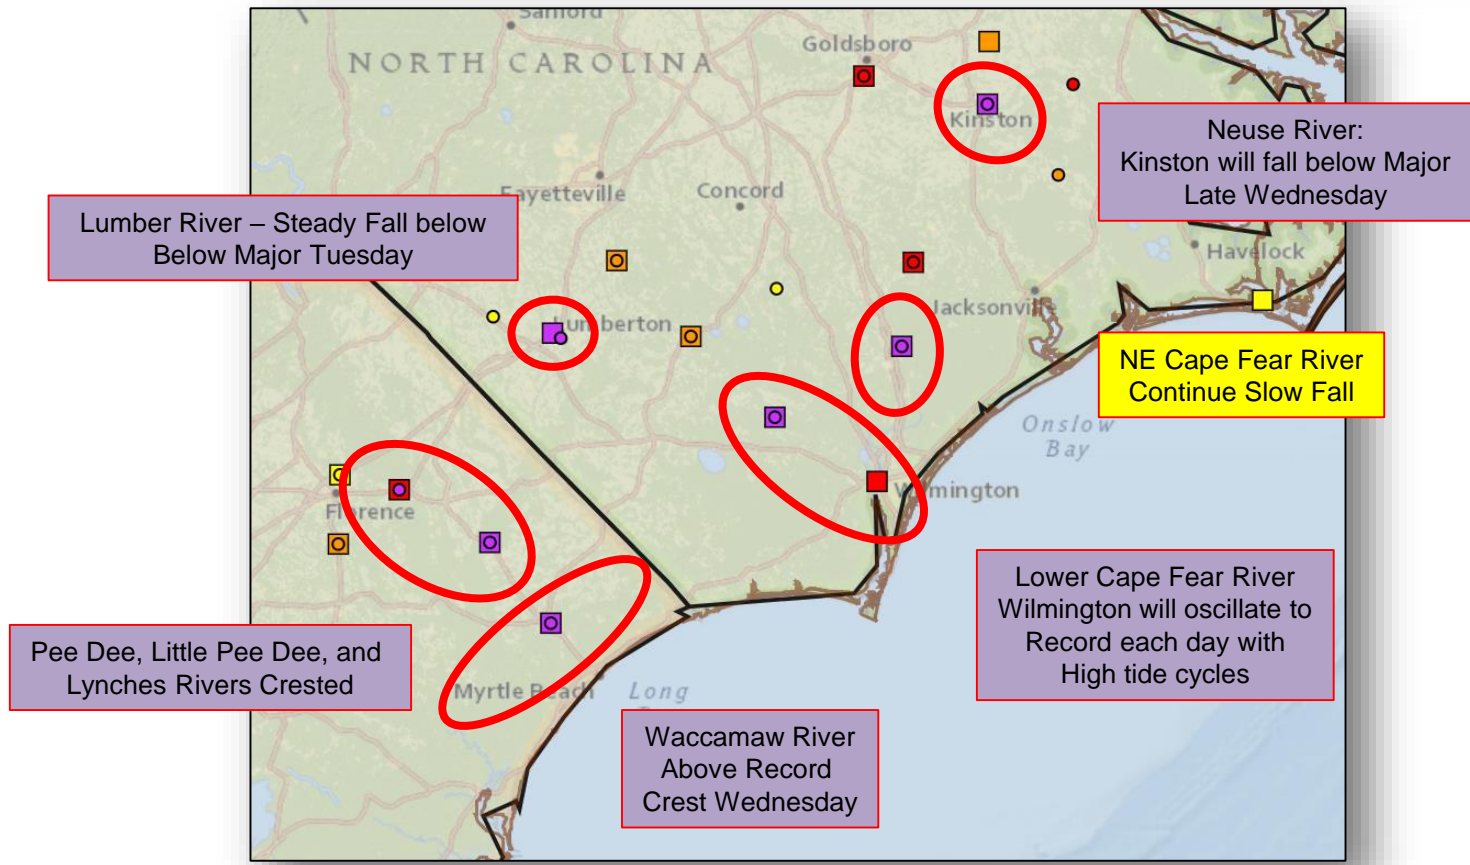 Sanford
NORTH CAROLINA
Goldsboro
Kinston
Neuse River:
Kinston will fall below Major
Late Wednesday
Fayetteville
Concord
Lumber River – Steady Fall below
Below Major Tuesday
Havelock
Jacksonville
Lumberton
NE Cape Fear River
Continue Slow Fall
Onslow
Bay
Florence
Wilmington
Lower Cape Fear River
Wilmington will oscillate to
Record each day with
High tide cycles
Pee Dee, Little Pee Dee, and
Lynches Rivers Crested
Myrtle Beach
Long
Waccamaw River
Above Record
Crest Wednesday